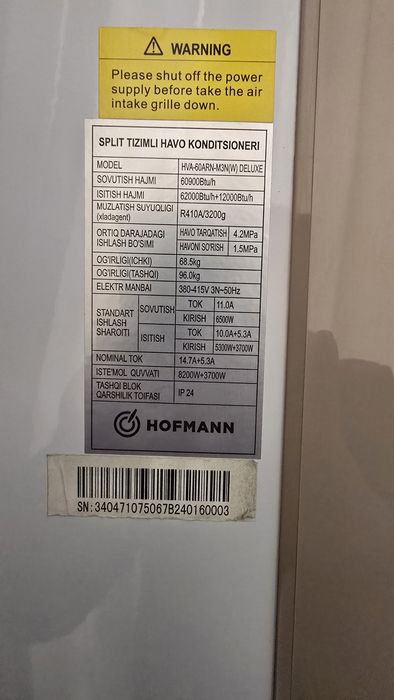 WARNING
Please shut off the power
supply before take the air
intake grille down.
SPLIT TIZIMLI HAVO KONDITSIONERI
MODEL HVA-60ARN-M3N(W) DELUXE
SOVUTISH HAJMI 60900Btu/h
ISITISH HAJMI 62000Btu/h+12000Btu/h
MUZLATISH SUYUQLIGI
(xladagent) R410A/3200g
ORTIQ DARAJADAGI
ISHLASH BO'SIMI
HAVO TARQATISH 4.2MPa
HAVONI SO'RISH 1.5MPa
OG'IRLIGI(ICHKI) 68.5kg
OG'IRLIGI(TASHQI) 96.0kg
ELEKTR MANBAI 380-415V 3N~50Hz
STANDART
ISHLASH
SHAROITI
SOVUTISH TOK 11.0A
KIRISH 6500W
ISITISH TOK 10.0A+5.3A
KIRISH 5300W+3700W
NOMINAL TOK 14.7A+5.3A
ISTE'MOL QUVVATI 8200W+3700W
TASHQI BLOK
QARSHILIK TOIFASI IP 24
HOFMANN
SN:340471075067B240160003